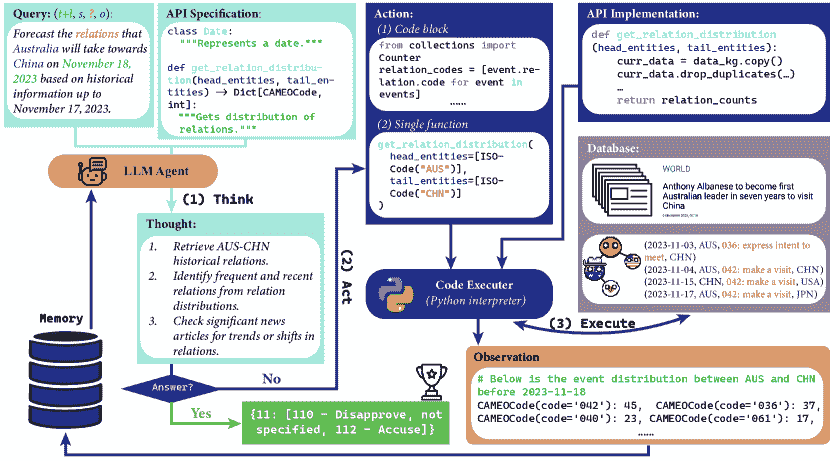 Query: (t+l, s, ?, o):
Forecast the relations that
Australia will take towards
China on November 18,
2023 based on historical
information up to
November 17, 2023.
API Specification:
class Date:
"""Represents a date."""
def get_relation_distribu-
tion(head_entities, tail_en-
tities) → Dict[CAMEOCode,
int]:
"""Gets distribution of
relations."""
LLM Agent
(1) Think
Thought:
1. Retrieve AUS-CHN
historical relations.
2. Identify frequent and recent
relations from relation
distributions.
3. Check significant news
articles for trends or shifts in
relations.
Memory
Answer?
No
Yes
(2) Act
{11: [110 - Disapprove, not
specified, 112 - Accuse]}
Action:
(1) Code block
from collections import
Counter
relation_codes = [event.re-
lation.code for event in
events]
......
(2) Single function
get_relation_distribution(
head_entities=[ISO-
Code("AUS")],
tail_entities=[ISO-
Code("CHN")]
)
API Implementation:
def get_relation_distribution
(head_entities, tail_entities):
curr_data = data_kg.copy()
curr_data.drop_duplicates(…)
…
return relation_counts
Code Executer
(Python interpreter)
(3) Execute
Database:
WORLD
Anthony Albanese to become first
Australian leader in seven years to visit
China
(2023-11-03, AUS, 036: express intent to
meet, CHN)
(2023-11-04, AUS, 042: make a visit, CHN)
(2023-11-15, CHN, 042: make a visit, USA)
(2023-11-17, AUS, 042: make a visit, JPN)
Observation
# Below is the event distribution between AUS and CHN
before 2023-11-18
CAMEOCode(code='042'): 45, CAMEOCode(code='036'): 37,
CAMEOCode(code='040'): 23, CAMEOCode(code='061'): 17,
......